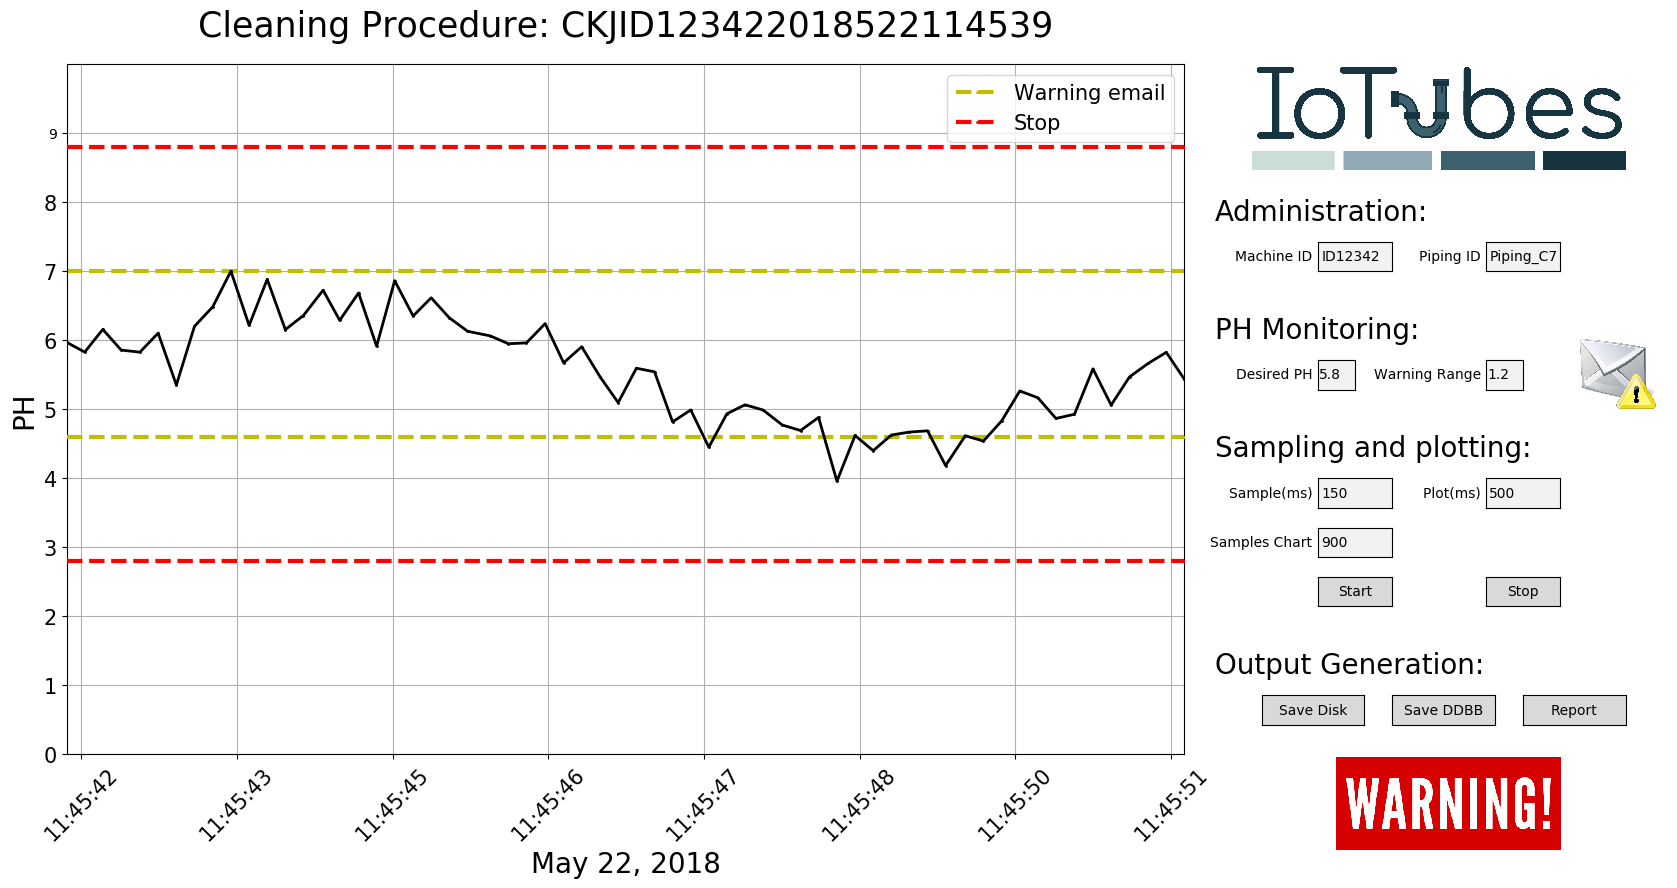 Cleaning Procedure: CKJID123422018522114539
Warning email
Stop
9
8
7
6
5
4
3
2
1
0
PH
11:45:42
11:45:43
11:45:45
11:45:46
11:45:47
11:45:48
11:45:50
11:45:51
May 22, 2018
IoTubes
Administration:
Machine ID ID12342 Piping ID Piping_C7
PH Monitoring:
Desired PH 5.8 Warning Range 1.2
Sampling and plotting:
Sample(ms) 150 Plot(ms) 500
Samples Chart 900
Start Stop
Output Generation:
Save Disk Save DDBB Report
WARNING!